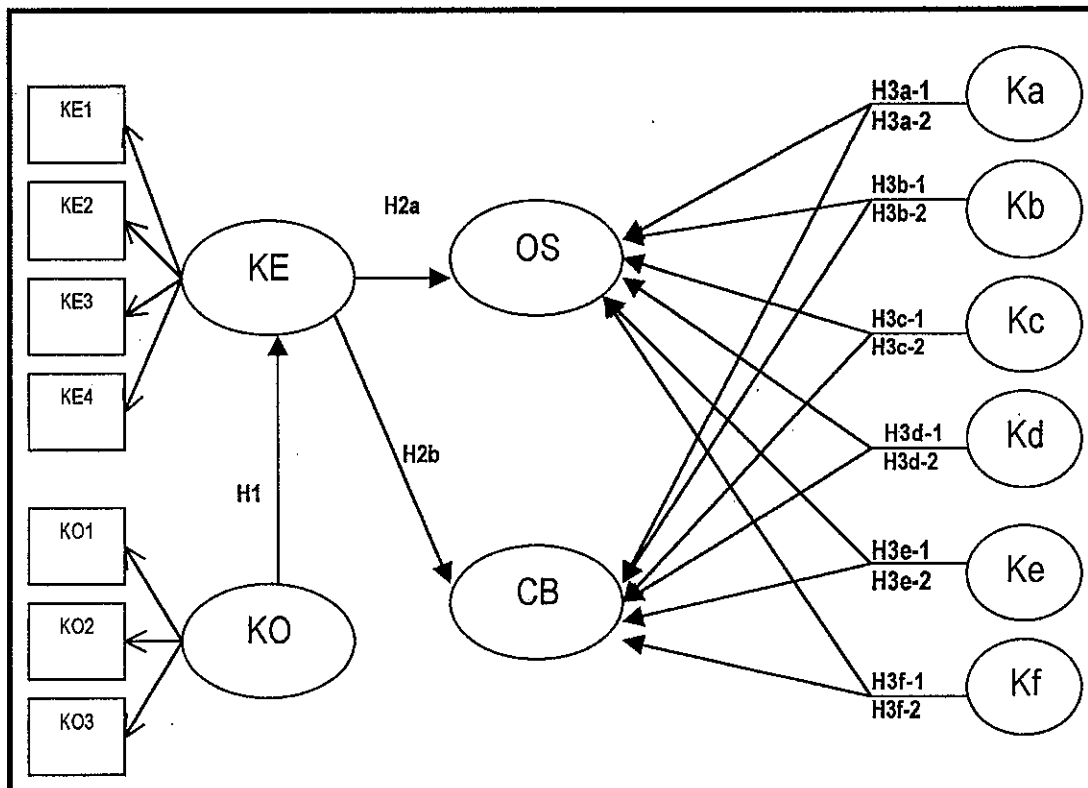 KE1
KE2
KE3
KE4
KO1
KO2
KO3
KE
KO
H1
H2a
H2b
OS
CB
H3a-1
H3a-2
H3b-1
H3b-2
H3c-1
H3c-2
H3d-1
H3d-2
H3e-1
H3e-2
H3f-1
H3f-2
Ka
Kb
Kc
Kd
Ke
Kf